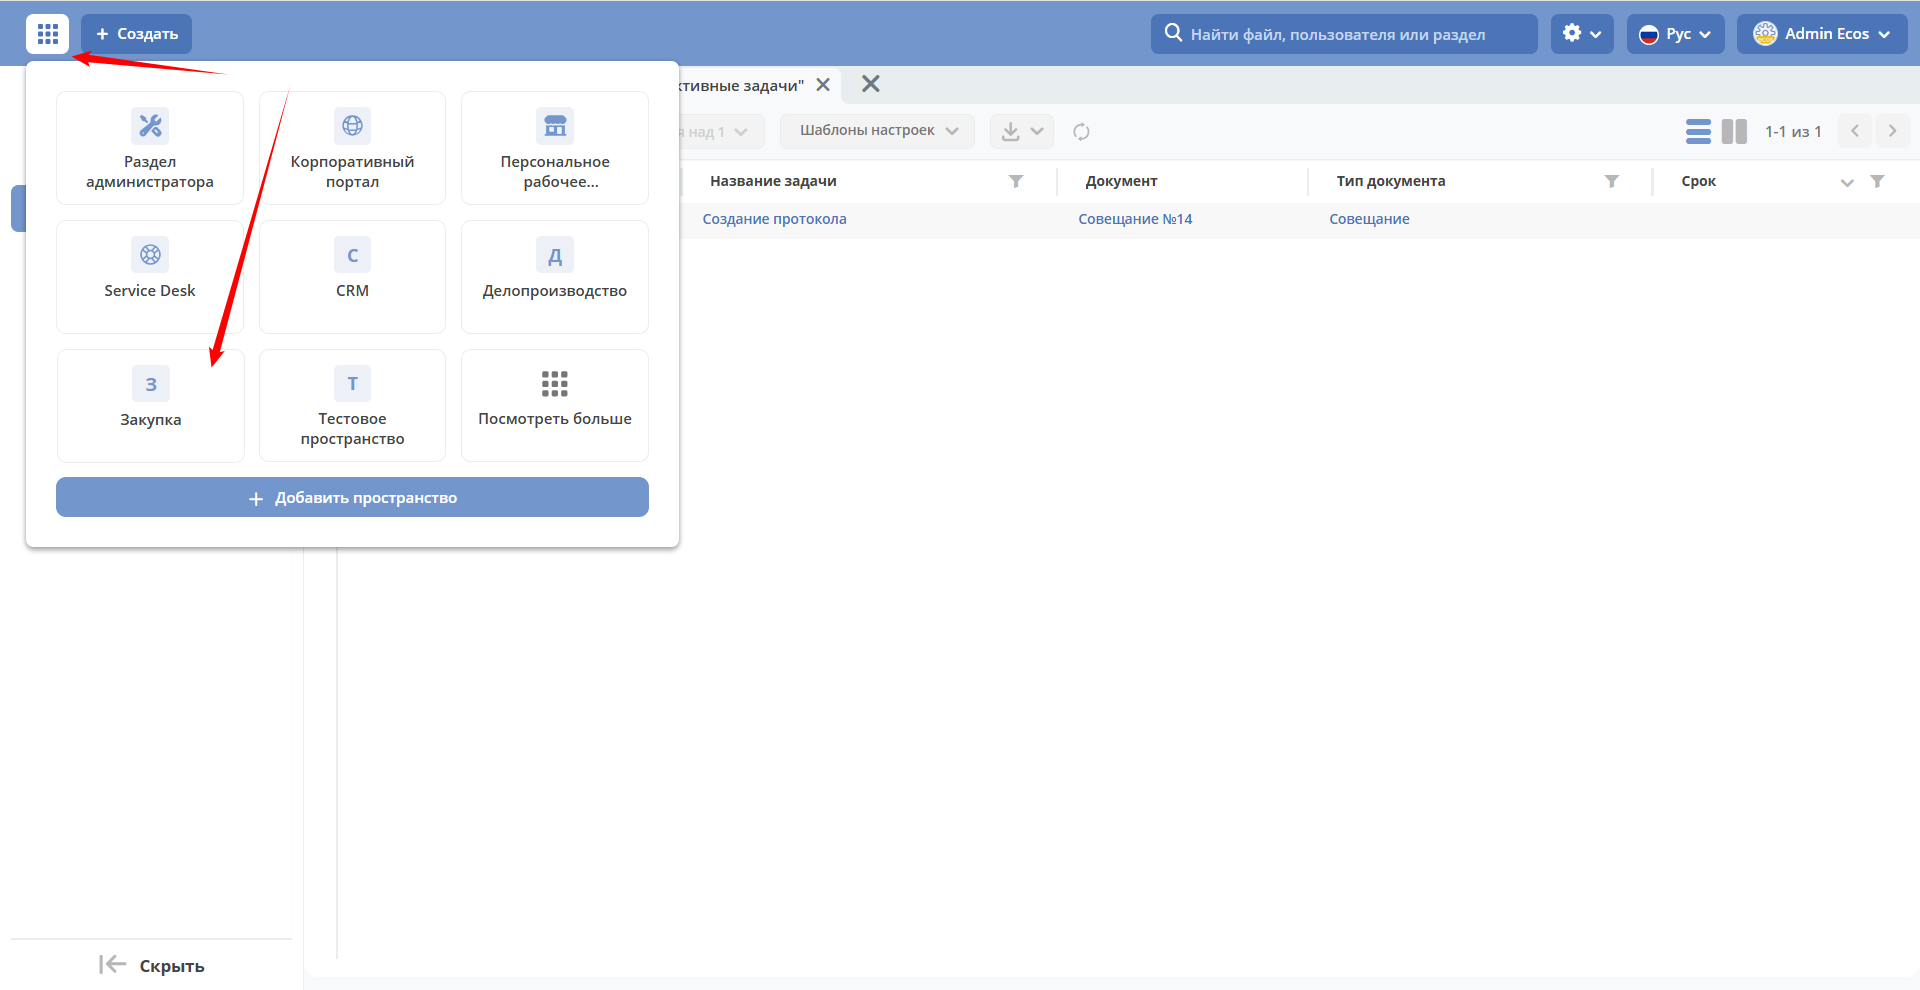 Создать
Найти файл, пользователя или раздел
Рус
Admin Ecos
Раздел
администратора
Корпоративный
портал
Персональное
рабочее...
Service Desk
С
CRM
Д
Делопроизводство
З
Закупка
Т
Тестовое
пространство
Посмотреть больше
Добавить пространство
тивные задачи"
над 1
Шаблоны настроек
1-1 из 1
Название задачи
Документ
Тип документа
Срок
Создание протокола
Совещание №14
Совещание
Скрыть